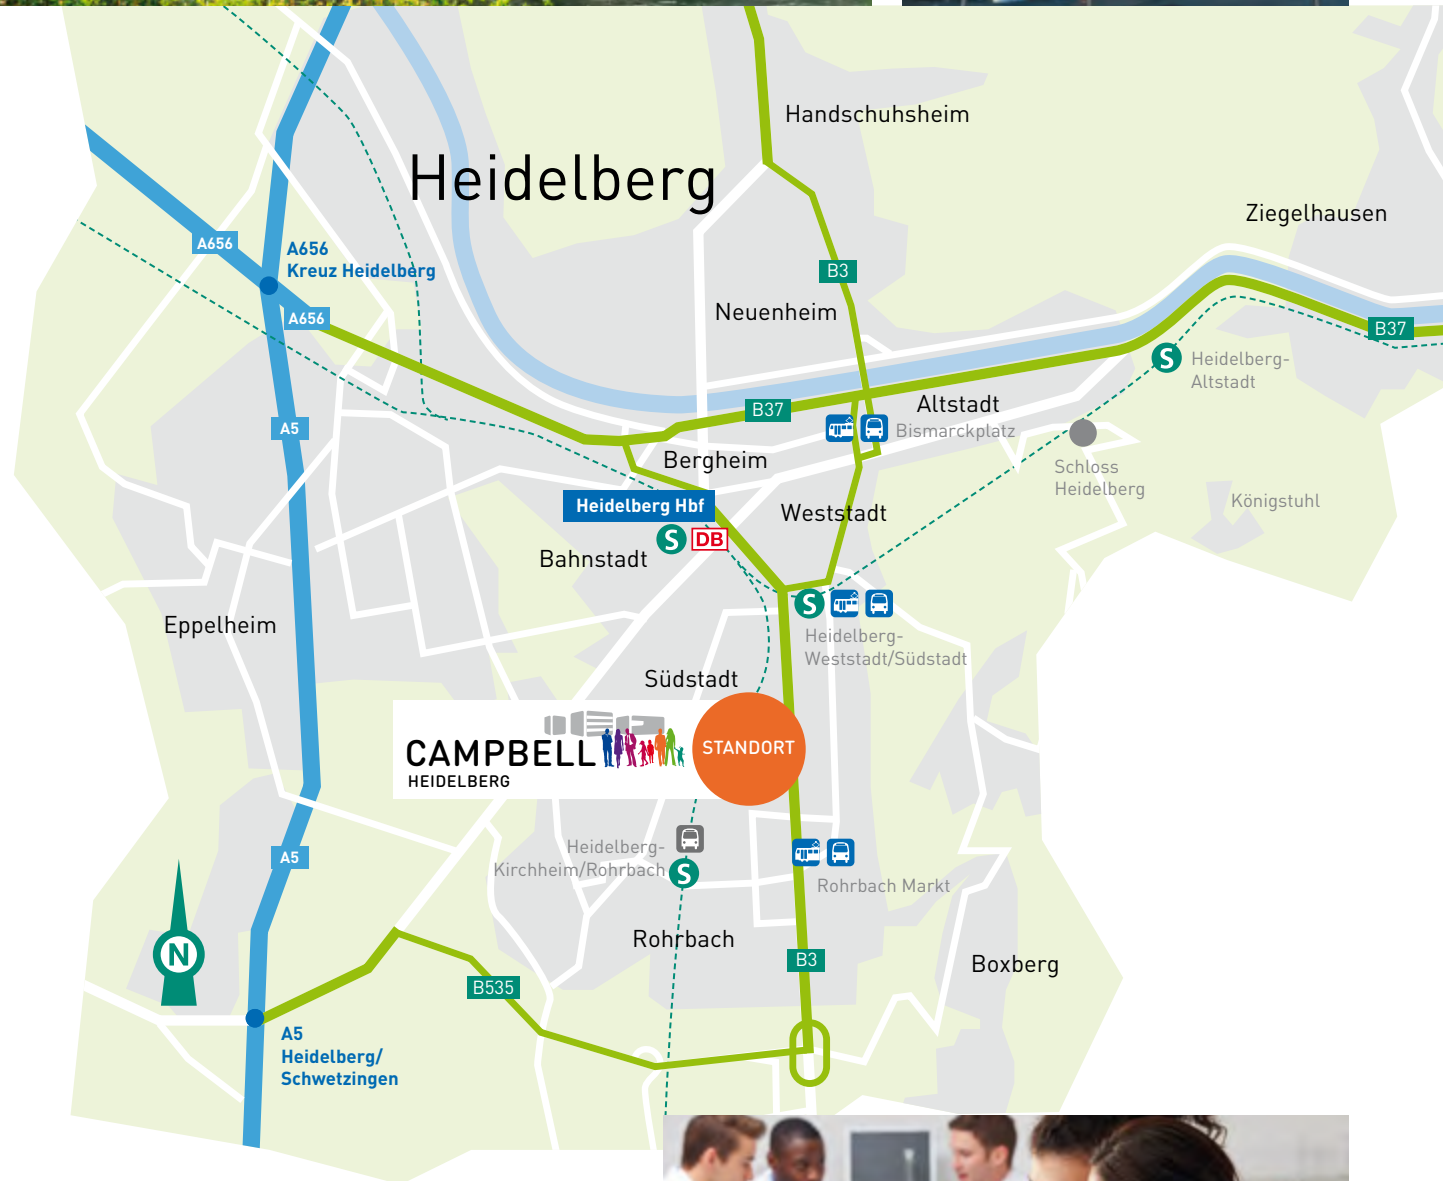 Handschuhsheim
Heidelberg
Ziegelhausen
A656
A656
Kreuz Heidelberg
B3
A656
Neuenheim
B37
Heidelberg-
Altstadt
B37
Altstadt
A5
Bismarckplatz
Bergheim
Schloss
Heidelberg
Königstuhl
Heidelberg Hbf
Weststadt
S
S DB
Bahnstadt
S
Eppelheim
Heidelberg-
Weststadt/Südstadt
Südstadt
CAMPBELL
HEIDELBERG
STANDORT
Heidelberg-
Kirchheim/Rohrbach
S
A5
Rohrbach Markt
Rohrbach
N
B3
Boxberg
B535
A5
Heidelberg/
Schwetzingen